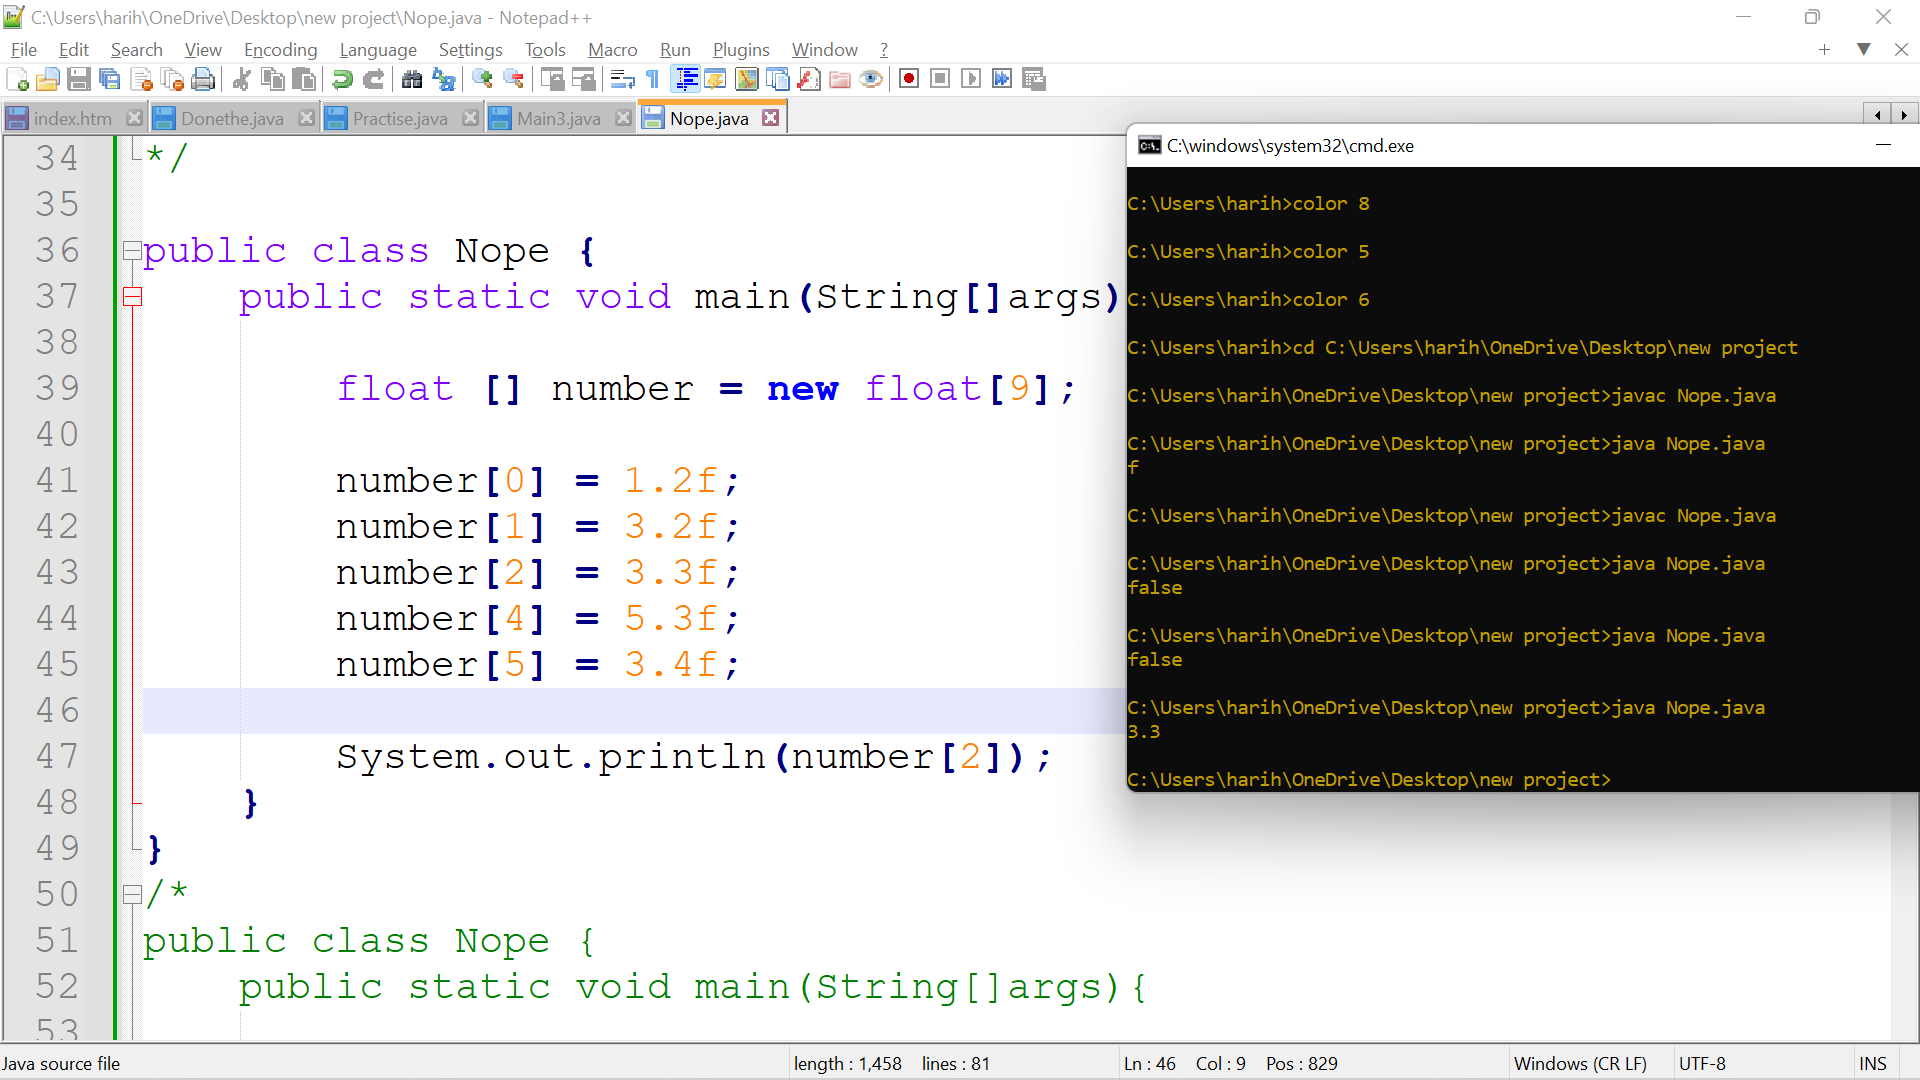 C:\Users\harih\OneDrive\Desktop\new project\Nope.java - Notepad++
File Edit Search View Encoding Language Settings Tools Macro Run Plugins Window ?
index.htm Donethe.java Practise.java Main3.java Nope.java
34 */
35
36 public class Nope {
37 public static void main(String[]args)
38
39 float [] number = new float[9];
40
41 number[0] = 1.2f;
42 number[1] = 3.2f;
43 number[2] = 3.3f;
44 number[4] = 5.3f;
45 number[5] = 3.4f;
46
47 System.out.println(number[2]);
48 }
49 }
50 /*
51 public class Nope {
52 public static void main(String[]args){
53
C:\windows\system32\cmd.exe
C:\Users\harih>color 8
C:\Users\harih>color 5
C:\Users\harih>color 6
C:\Users\harih>cd C:\Users\harih\OneDrive\Desktop\new project
C:\Users\harih\OneDrive\Desktop\new project>javac Nope.java
C:\Users\harih\OneDrive\Desktop\new project>java Nope.java
f
C:\Users\harih\OneDrive\Desktop\new project>javac Nope.java
C:\Users\harih\OneDrive\Desktop\new project>java Nope.java
false
C:\Users\harih\OneDrive\Desktop\new project>java Nope.java
false
C:\Users\harih\OneDrive\Desktop\new project>java Nope.java
3.3
C:\Users\harih\OneDrive\Desktop\new project>
Java source file length : 1,458 lines : 81 Ln : 46 Col : 9 Pos : 829 Windows (CR LF) UTF-8 INS